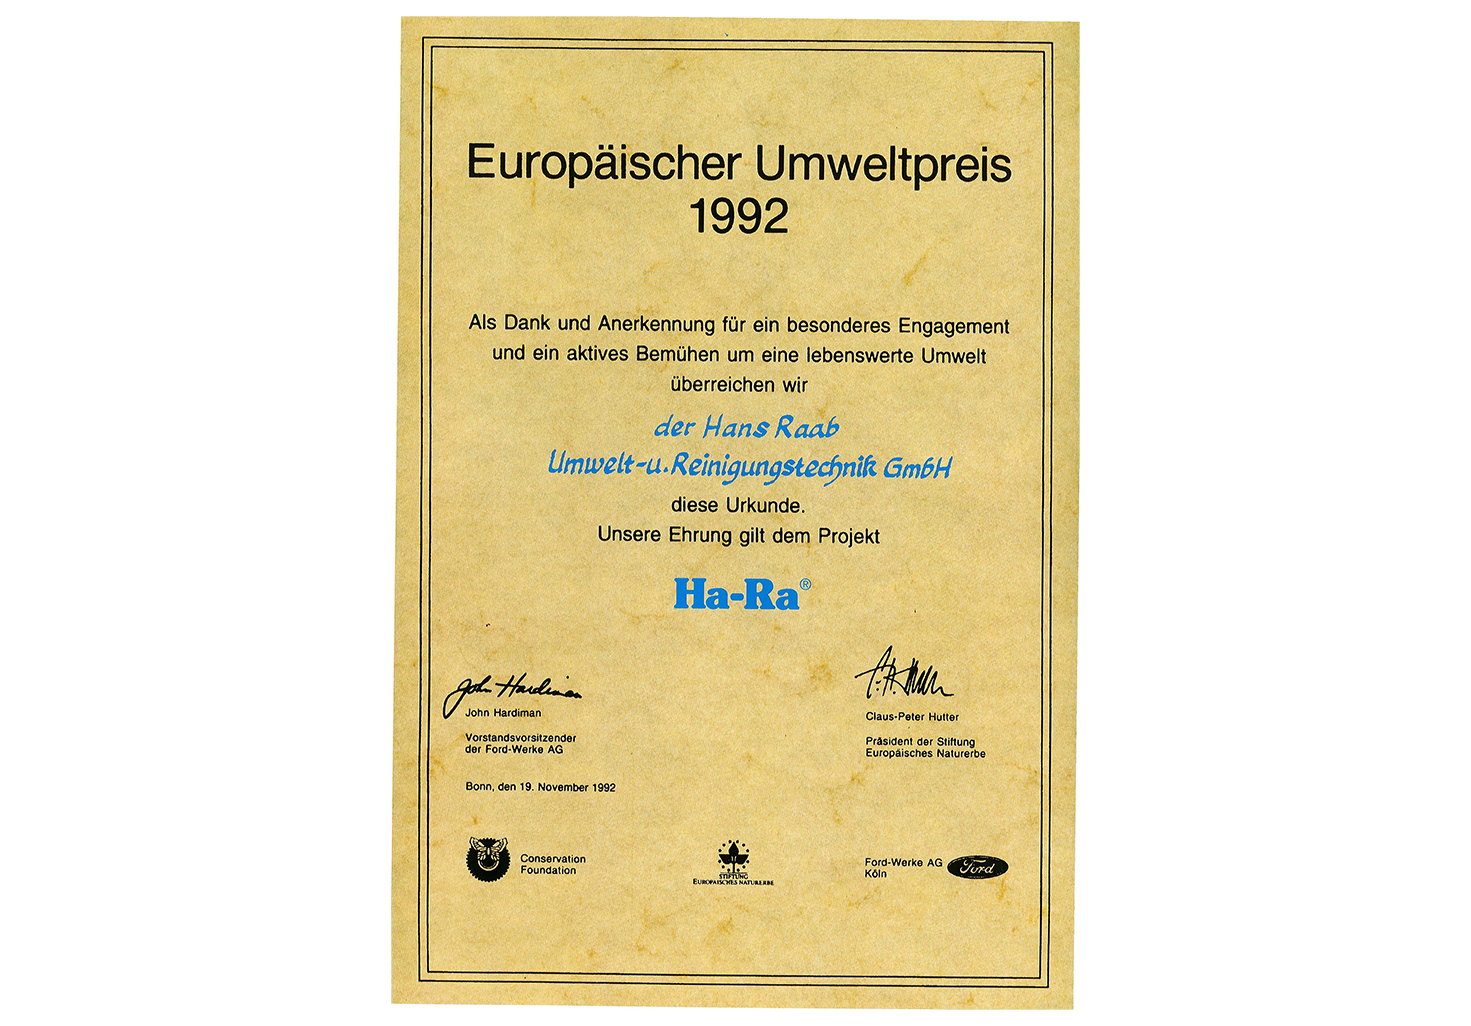 Europäischer Umweltpreis
1992
Als Dank und Anerkennung für ein besonderes Engagement
und ein aktives Bemühen um eine lebenswerte Umwelt
überreichen wir
der Hans Raab
Umwelt-u. Reinigungstechnik GmbH
diese Urkunde.
Unsere Ehrung gilt dem Projekt
Ha-Ra®
John Hardiman
John Hardiman
Vorstandsvorsitzender
der Ford-Werke AG
Claus-Peter Hutter
Präsident der Stiftung
Europäisches Naturerbe
Bonn, den 19. November 1992
Conservation
Foundation
STIFTUNG
EUROPÄISCHES NATURERBE
Ford-Werke AG
Köln
Ford